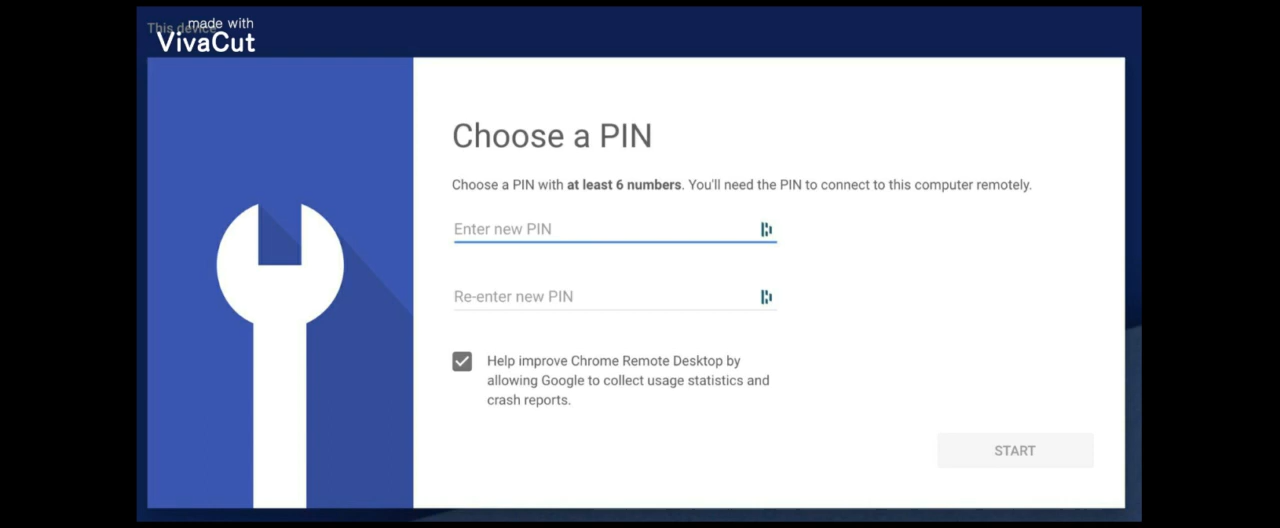 made with
This device
VivaCut
Choose a PIN
Choose a PIN with at least 6 numbers. You'll need the PIN to connect to this computer remotely.
Enter new PIN
Re-enter new PIN
Help improve Chrome Remote Desktop by
allowing Google to collect usage statistics and
crash reports.
START